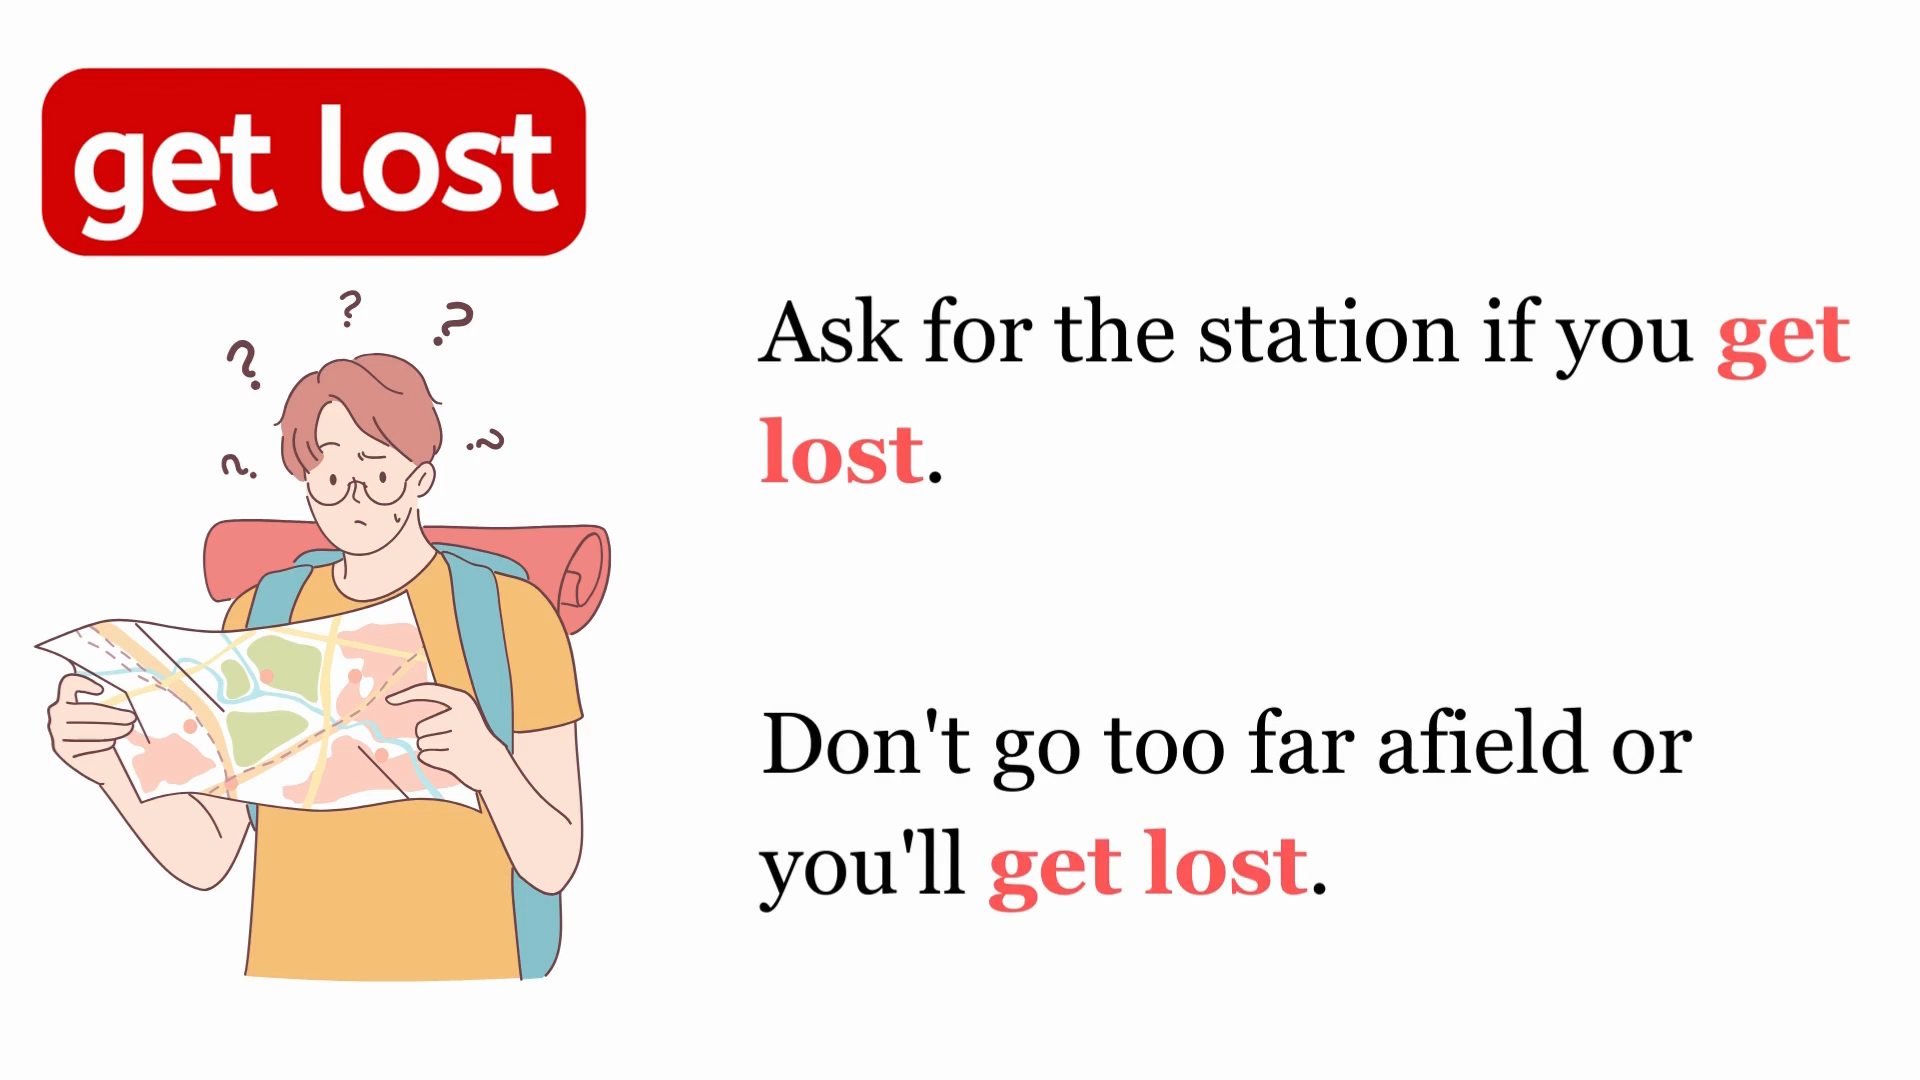 get lost
Ask for the station if you get
lost.
Don't go too far afield or
you'll get lost.